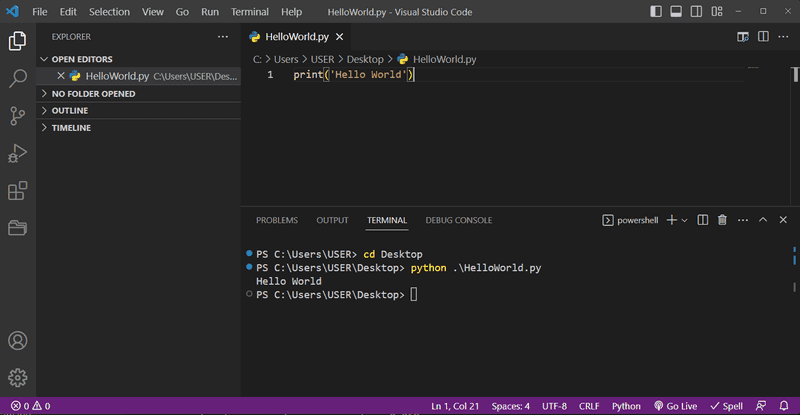 File Edit Selection View Go Run Terminal Help HelloWorld.py - Visual Studio Code
EXPLORER
OPEN EDITORS
HelloWorld.py C:\Users\USER\Des...
NO FOLDER OPENED
OUTLINE
TIMELINE
HelloWorld.py
C: > Users > USER > Desktop > HelloWorld.py
1 print('Hello World')
PROBLEMS OUTPUT TERMINAL DEBUG CONSOLE powershell
PS C:\Users\USER> cd Desktop
PS C:\Users\USER\Desktop> python .\HelloWorld.py
Hello World
PS C:\Users\USER\Desktop>
0 0 Ln 1, Col 21 Spaces: 4 UTF-8 CRLF Python Go Live Spell